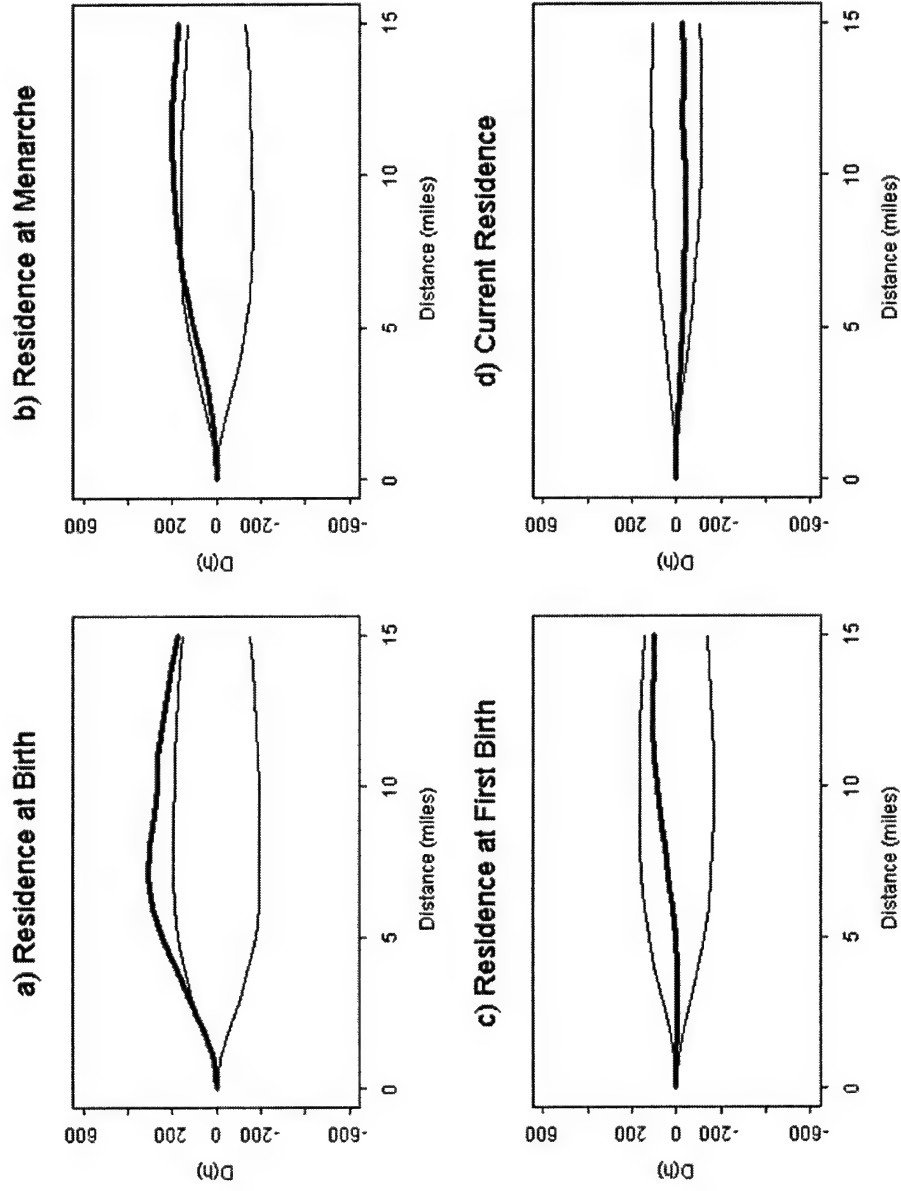 a) Residence at Birth
D(h)
600
200
0
-200
-600
0 5 10 15
Distance (miles)
b) Residence at Menarche
D(h)
600
200
0
-200
-600
0 5 10 15
Distance (miles)
c) Residence at First Birth
D(h)
600
200
0
-200
-600
0 5 10 15
Distance (miles)
d) Current Residence
D(h)
600
200
0
-200
-600
0 5 10 15
Distance (miles)